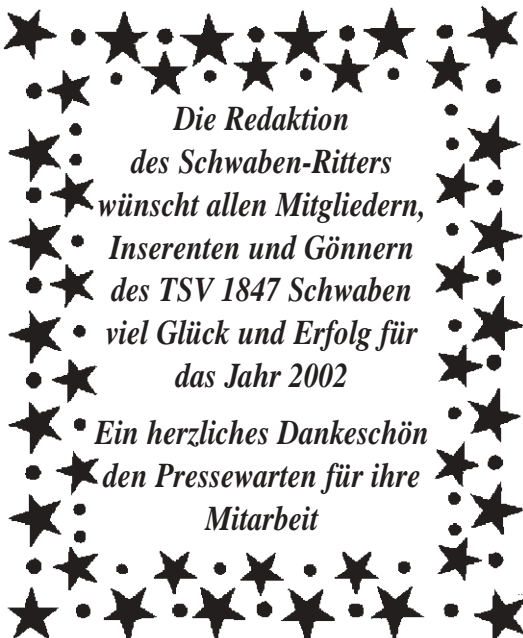 Die Redaktion
des Schwaben-Ritters
wünscht allen Mitgliedern,
Inserenten und Gönnern
des TSV 1847 Schwaben
viel Glück und Erfolg für
das Jahr 2002
Ein herzliches Dankeschön
den Pressewarten für ihre
Mitarbeit